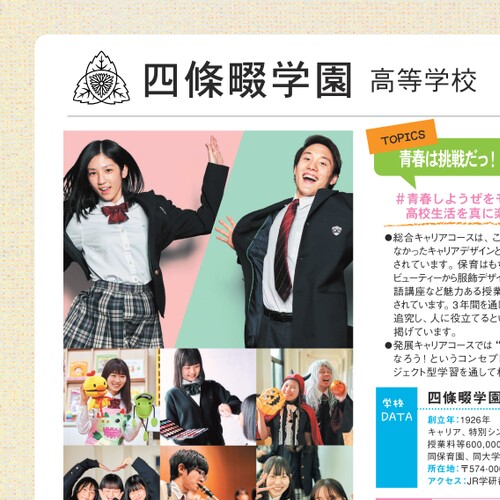 四條畷学園 高等学校
TOPICS
青春は挑戦だっ!
#青春しようぜをモ
高校生活を真に楽
●総合キャリアコースは、こ
なかったキャリアデザインと
されています。保育はも
ビューティーから服飾デザイ
語講座など魅力ある授業
されています。3年間を通し
追究し、人に役立てると
掲げています。
●発展キャリアコースでは“
なろう!というコンセプ
ジェクト型学習を通して
学校
DATA
四條畷学園
創立年:1926年
キャリア、特別シン
授業料等600,00
同保育園、同大学
所在地:〒574-00
アクセス:JR学研